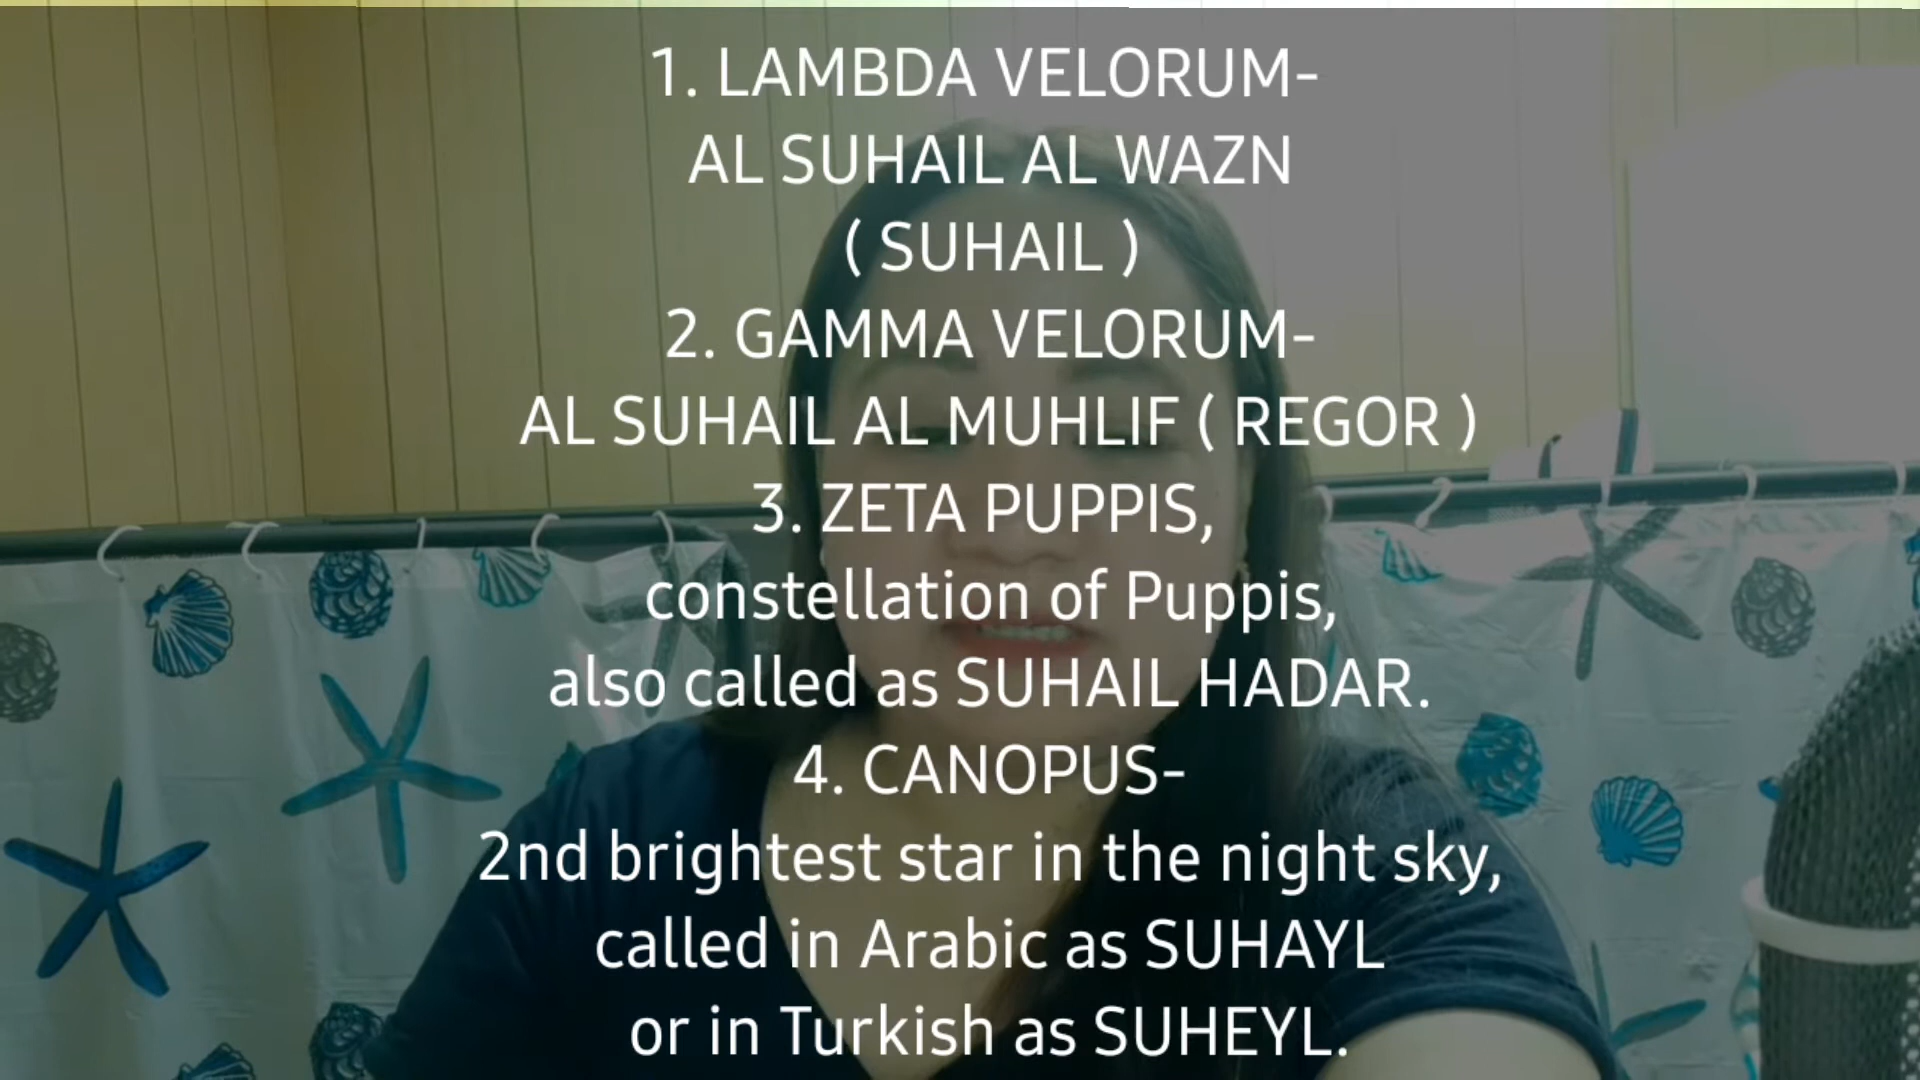 1. LAMBDA VELORUM-
AL SUHAIL AL WAZN
( SUHAIL )
2. GAMMA VELORUM-
AL SUHAIL AL MUHLIF ( REGOR )
3. ZETA PUPPIS,
constellation of Puppis,
also called as SUHAIL HADAR.
4. CANOPUS-
2nd brightest star in the night sky,
called in Arabic as SUHAYL
or in Turkish as SUHEYL.